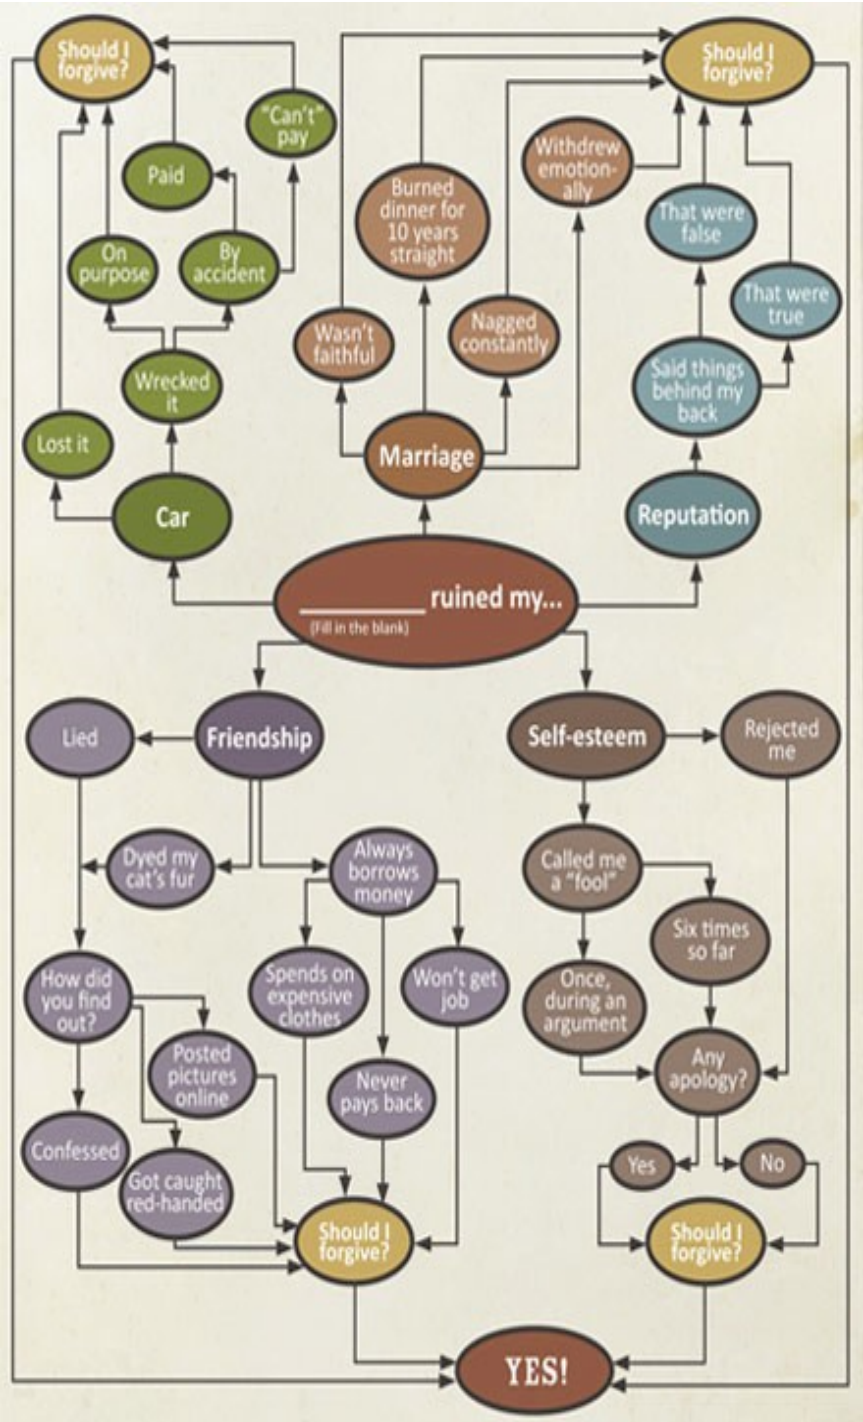 Should I
forgive?
Should I
forgive?
"Can't"
pay
Withdrew
emotion-
ally
Paid
Burned
dinner for
10 years
straight
That were
false
On
purpose
By
accident
That were
true
Wasn't
faithful
Nagged
constantly
Wrecked
it
Said things
behind my
back
Lost it
Marriage
Car
Reputation
____________ ruined my...
(Fill in the blank)
Lied
Friendship
Self-esteem
Rejected
me
Dyed my
cat's fur
Always
borrows
money
Called me
a "fool"
Six times
so far
How did
you find
out?
Spends on
expensive
clothes
Won't get
job
Once,
during an
argument
Posted
pictures
online
Never
pays back
Any
apology?
Confessed
Got caught
red-handed
Yes
No
Should I
forgive?
Should I
forgive?
YES!